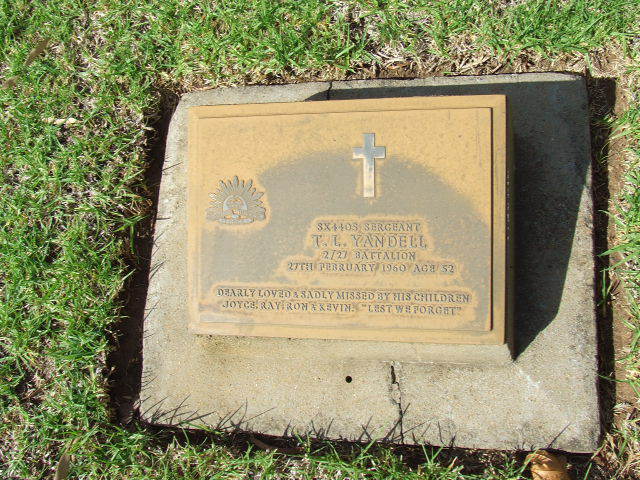 SX4405 SERGEANT
T. L. YANDELL
2/27 BATTALION
27TH FEBRUARY 1960 AGE 52
DEARLY LOVED & SADLY MISSED BY HIS CHILDREN
JOYCE, RAY, RON & KEVIN. "LEST WE FORGET"